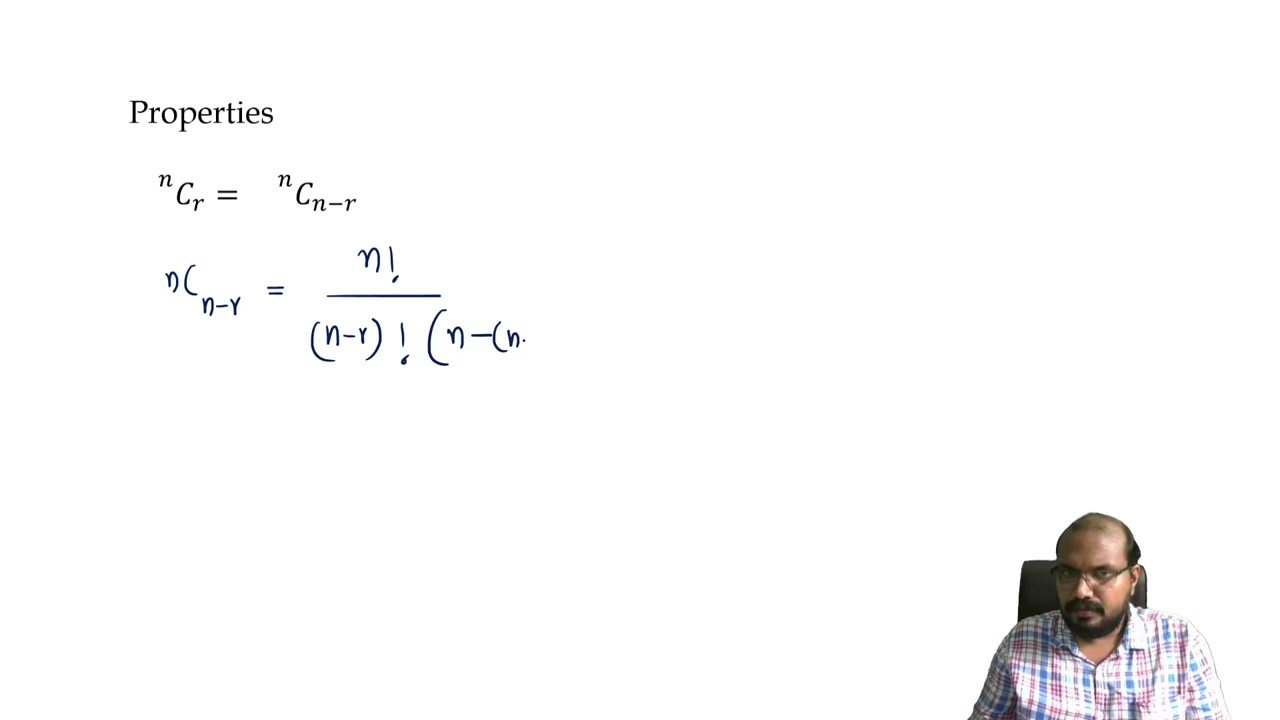 Properties
ⁿCᵣ = ⁿCₙ₋ᵣ
nCₙ₋ᵣ = n! / (n-r)! (n-(n-